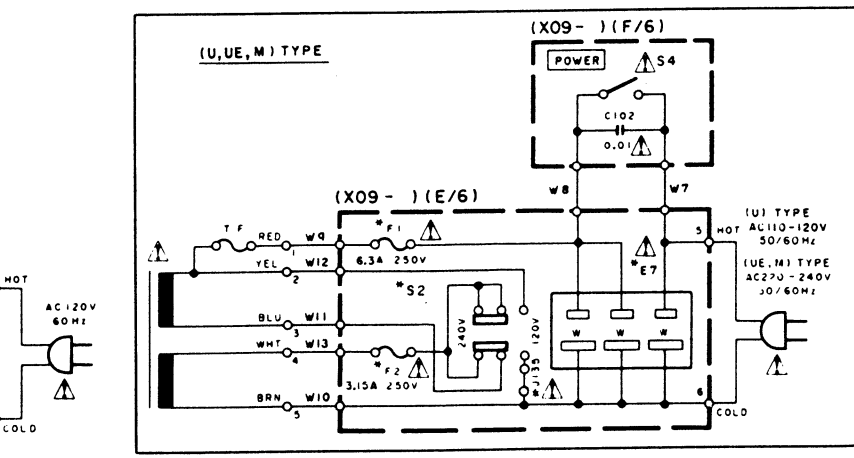 (X09- )(F/6)
(U,UE,M) TYPE
POWER
S4
C102
0.01
W8
W7
(X09- )(E/6)
(U) TYPE
AC110-120V
50/60Hz
5
HOT
T F
RED
1
W9
*F1
6.3A 250V
YEL
2
W12
*E7
(UE,M) TYPE
AC220-240V
50/60Hz
*S2
HOT
AC120V
60Hz
BLU
3
W11
240V
120V
W
W
W
WHT
4
W13
*F2
3.15A 250V
*J135
BRN
5
W10
6
COLD
COLD